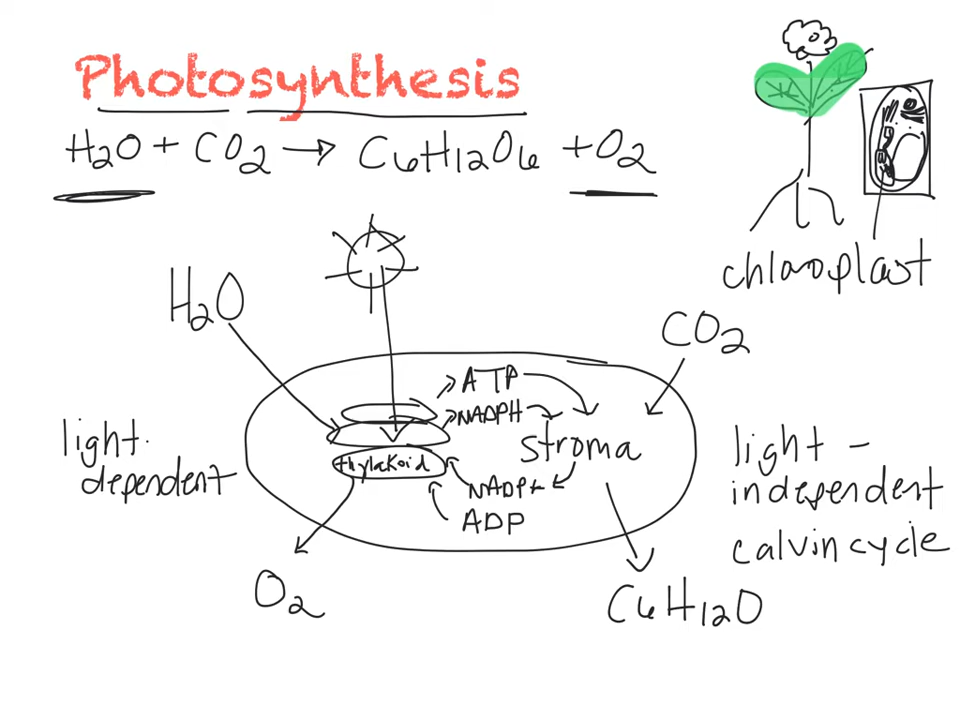 Photosynthesis
H2O + CO2 → C6H12O6 + O2
chloroplast
H2O
CO2
ATP
NADPH
stroma
thylakoid
NADP+
ADP
light
dependent
light -
independent
calvin cycle
O2
C6H12O